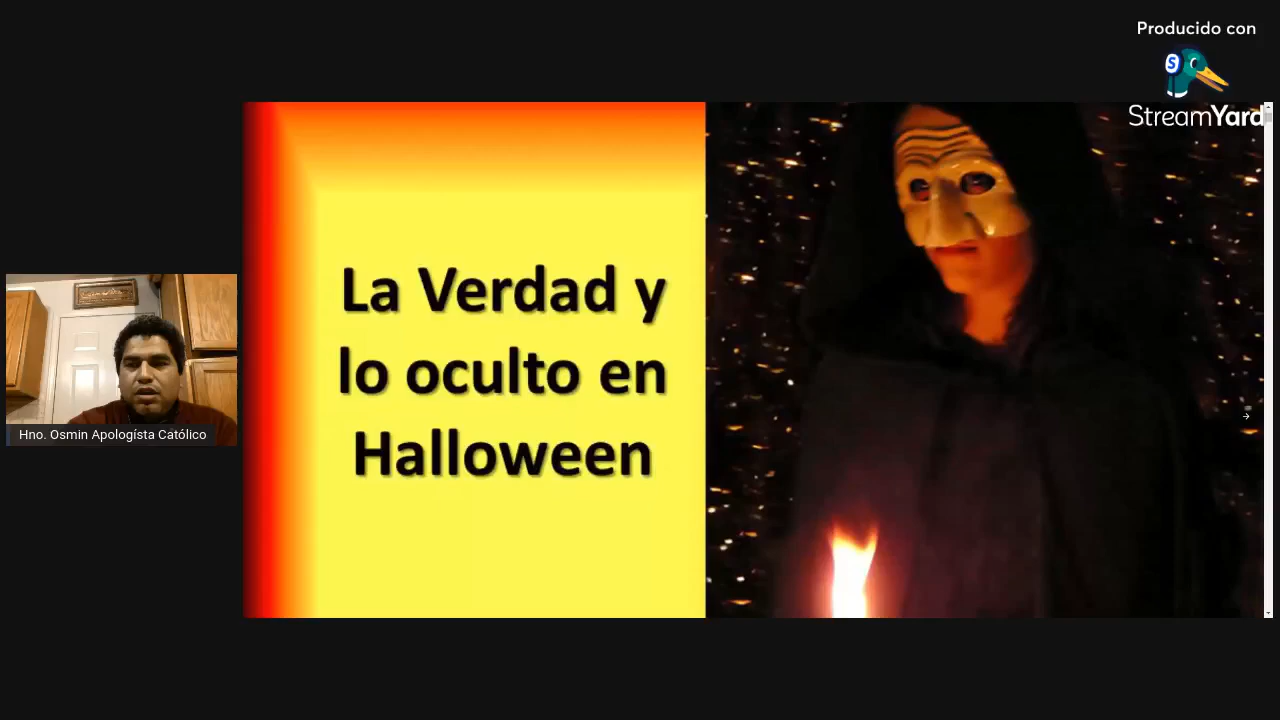 Producido con
StreamYard
La Verdad y
lo oculto en
Halloween
Hno. Osmin Apologísta Católico